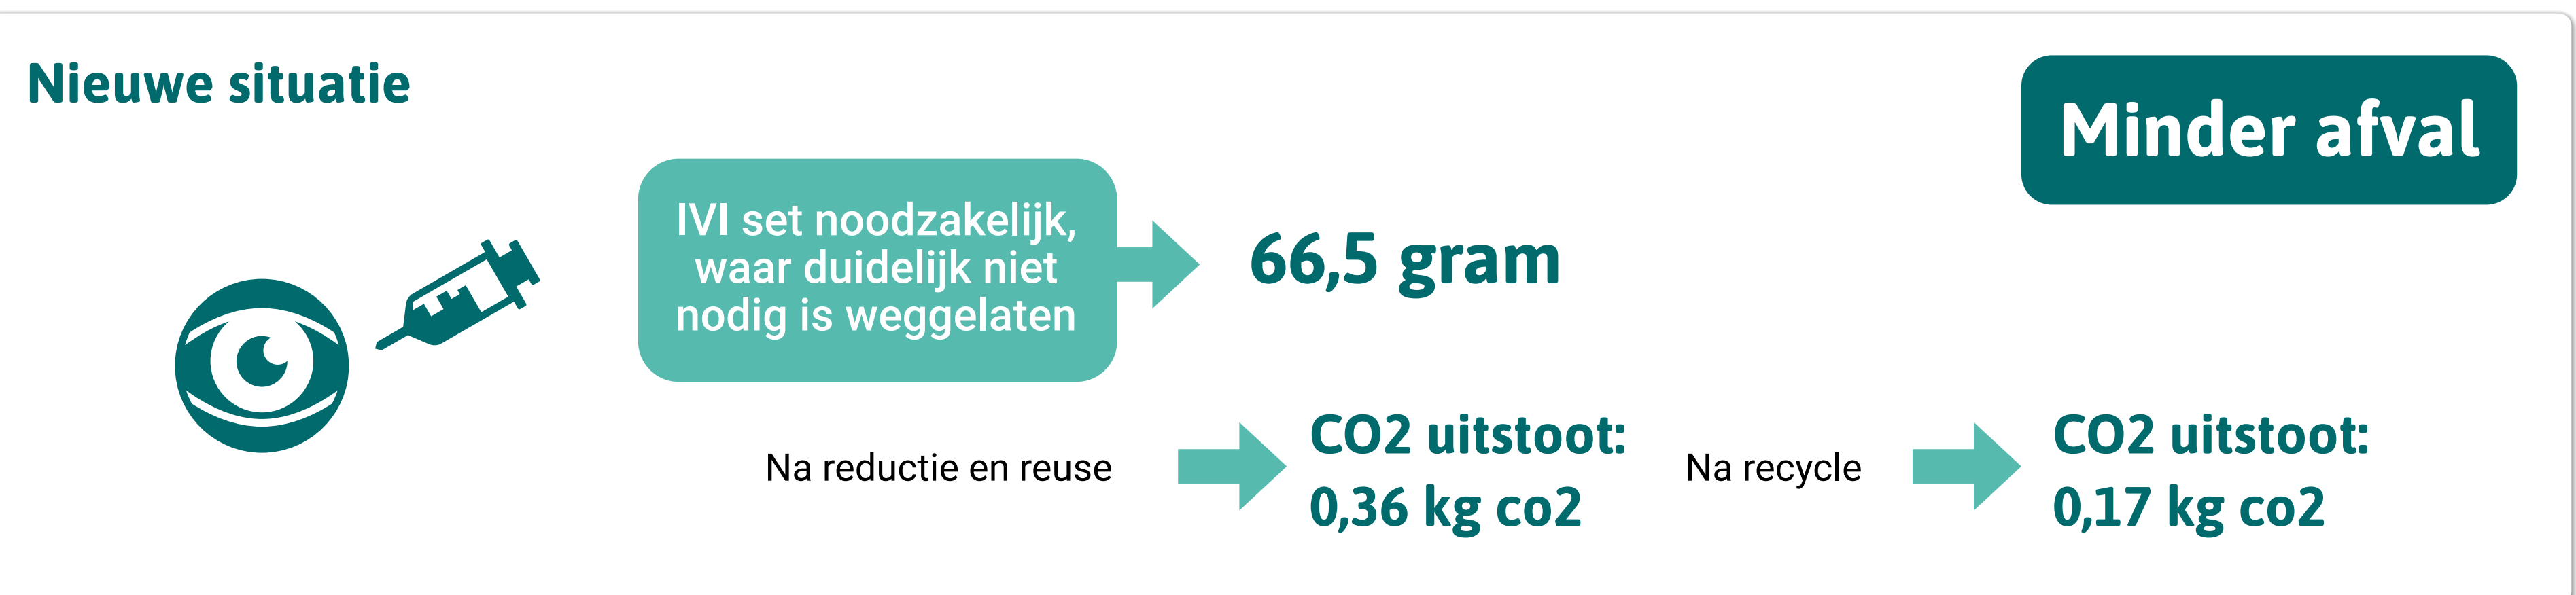 Nieuwe situatie
Minder afval
IVI set noodzakelijk,
waar duidelijk niet
nodig is weggelaten
66,5 gram
Na reductie en reuse
CO2 uitstoot:
0,36 kg co2
Na recycle
CO2 uitstoot:
0,17 kg co2